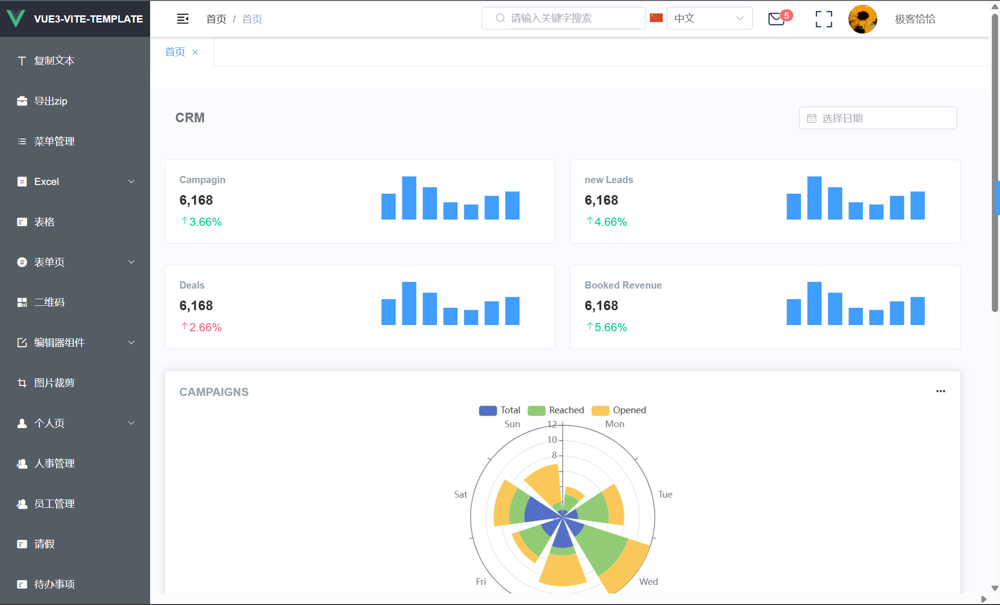 VUE3-VITE-TEMPLATE
首页 / 首页
请输入关键字搜索
中文
5
极客恰恰
首页
复制文本
导出zip
菜单管理
Excel
表格
表单页
二维码
编辑器组件
图片裁剪
个人页
人事管理
员工管理
请假
待办事项
CRM
选择日期
Campagin
6,168
3.66%
new Leads
6,168
4.66%
Deals
6,168
2.66%
Booked Revenue
6,168
5.66%
CAMPAIGNS
Total Reached Opened
Sun 12 Mon
10
8
Sat Tue
Fri Wed